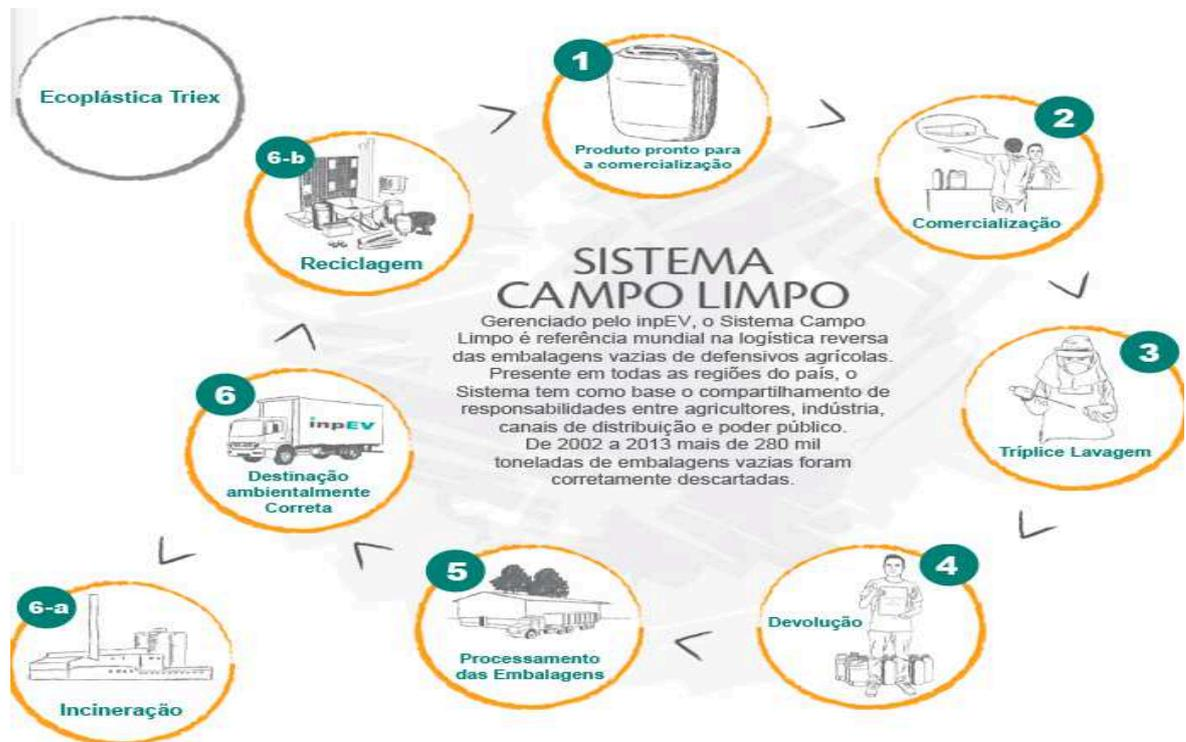 Ecoplástica Triex
1
Produto pronto para
a comercialização
2
Comercialização
3
Tríplice Lavagem
4
Devolução
5
Processamento
das Embalagens
6
inpEV
Destinação
ambientalmente
Correta
6-a
Incineração
6-b
Reciclagem
SISTEMA
CAMPO LIMPO
Gerenciado pelo inpEV, o Sistema Campo
Limpo é referência mundial na logística reversa
das embalagens vazias de defensivos agrícolas.
Presente em todas as regiões do país, o
Sistema tem como base o compartilhamento de
responsabilidades entre agricultores, indústria,
canais de distribuição e poder público.
De 2002 a 2013 mais de 280 mil
toneladas de embalagens vazias foram
corretamente descartadas.